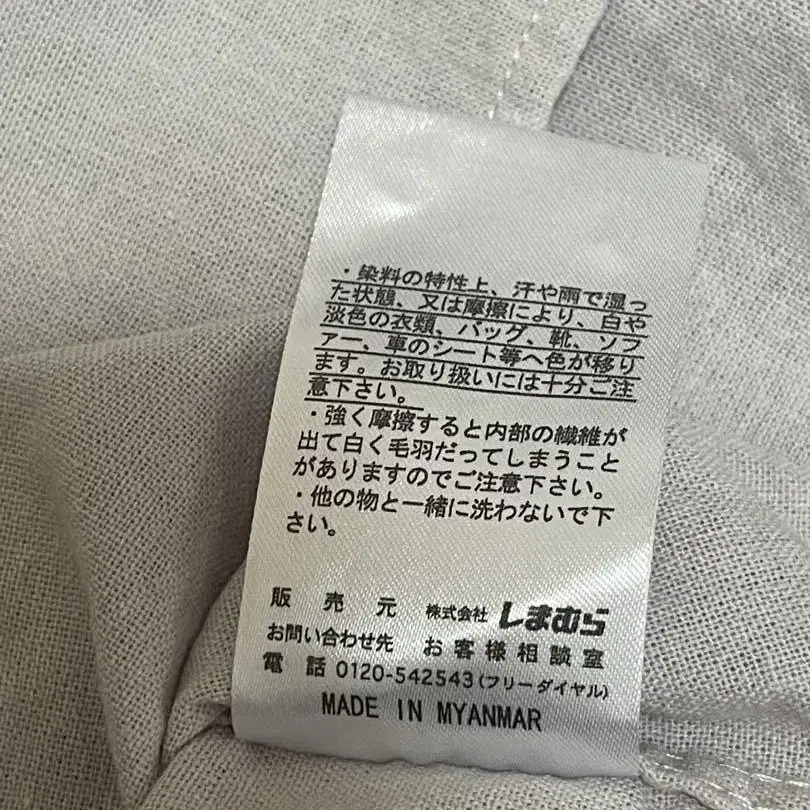 ・染料の特性上、汗や雨で湿っ
た状態、又は摩擦により、白や
淡色の衣類、バッグ、靴、ソフ
ァー、車のシート等へ色が移り
ます。お取り扱いには十分ご注
意下さい。
・強く摩擦すると内部の繊維が
出て白く毛羽だってしまうこと
がありますのでご注意下さい。
・他の物と一緒に洗わないで下
さい。
販売元 株式会社 しまむら
お問い合わせ先 お客様相談室
電話 0120-542543(フリーダイヤル)
MADE IN MYANMAR